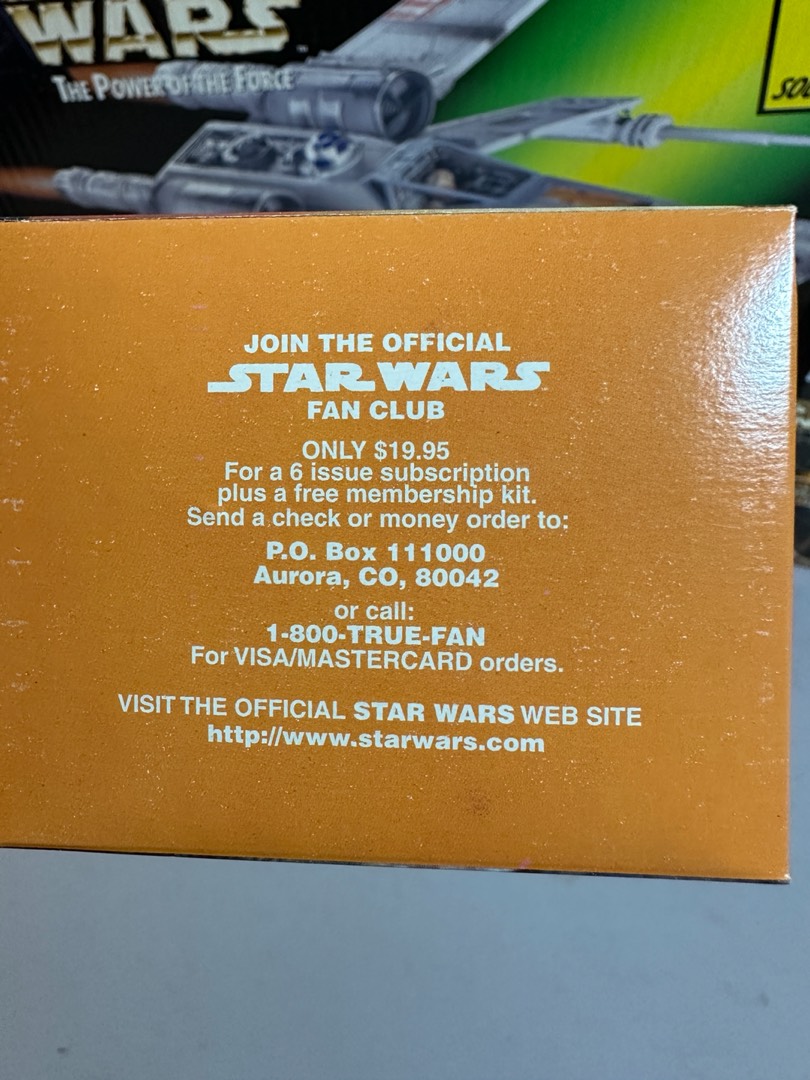 WARS
THE POWER OF THE FORCE
JOIN THE OFFICIAL
STAR WARS
FAN CLUB
ONLY $19.95
For a 6 issue subscription
plus a free membership kit.
Send a check or money order to:
P.O. Box 111000
Aurora, CO, 80042
or call:
1-800-TRUE-FAN
For VISA/MASTERCARD orders.
VISIT THE OFFICIAL STAR WARS WEB SITE
http://www.starwars.com